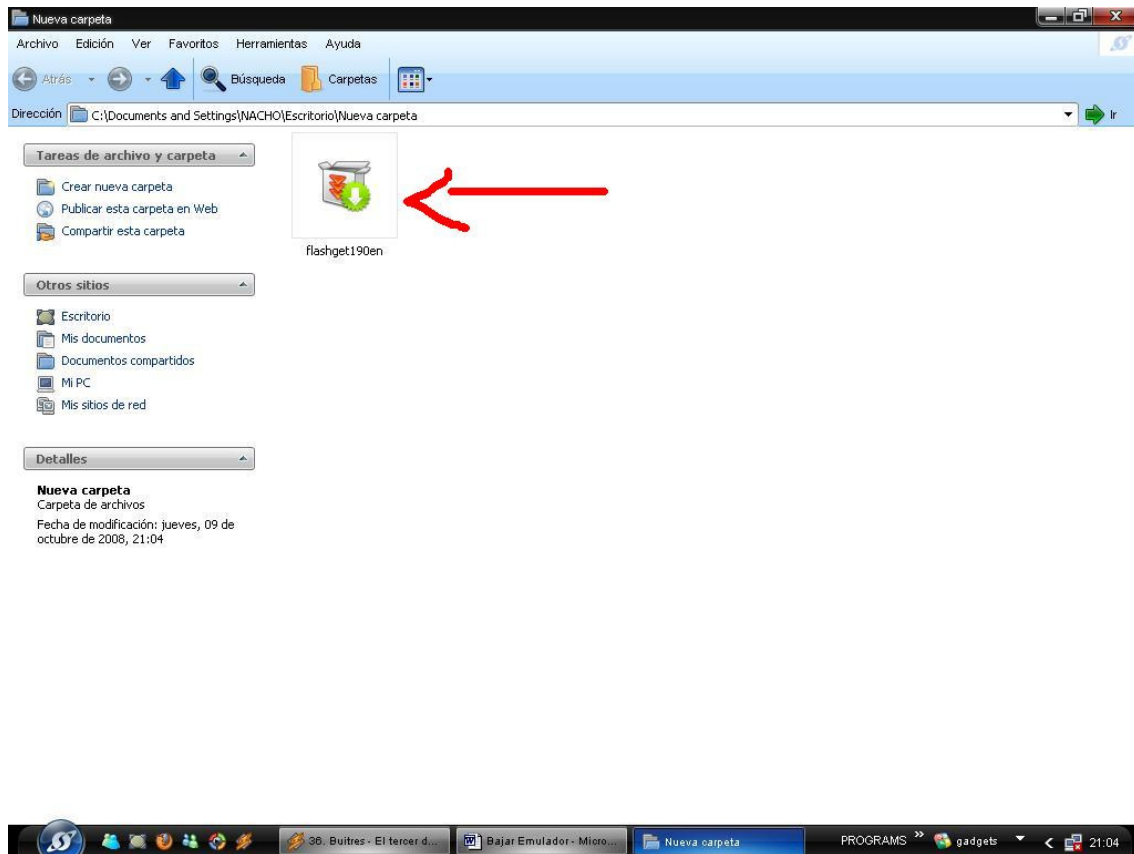 Nueva carpeta
Archivo Edición Ver Favoritos Herramientas Ayuda
Atrás Búsqueda Carpetas
Dirección C:\Documents and Settings\NACHO\Escritorio\Nueva carpeta Ir
Tareas de archivo y carpeta
Crear nueva carpeta
Publicar esta carpeta en Web
Compartir esta carpeta
flashget190en
Otros sitios
Escritorio
Mis documentos
Documentos compartidos
Mi PC
Mis sitios de red
Detalles
Nueva carpeta
Carpeta de archivos
Fecha de modificación: jueves, 09 de
octubre de 2008, 21:04
36. Buitres - El tercer d... Bajar Emulador - Micro... Nueva carpeta PROGRAMS » gadgets 21:04